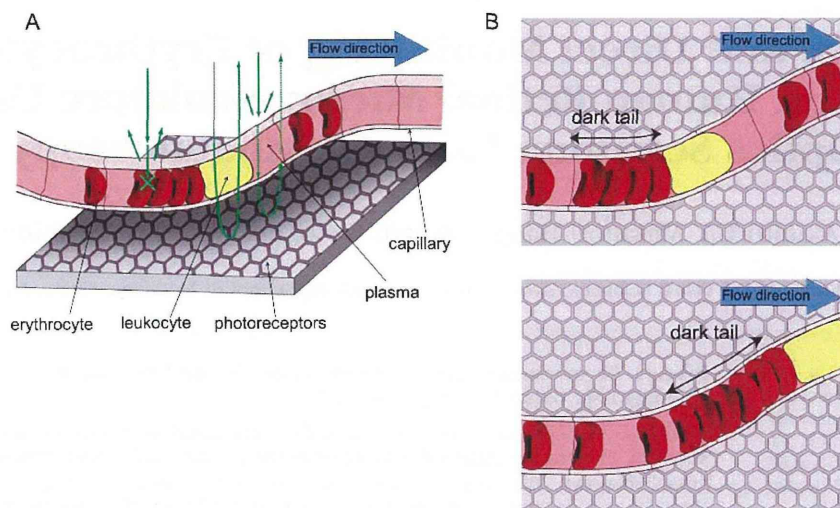 A
Flow direction
capillary
plasma
erythrocyte
leukocyte
photoreceptors
B
Flow direction
dark tail
Flow direction
dark tail